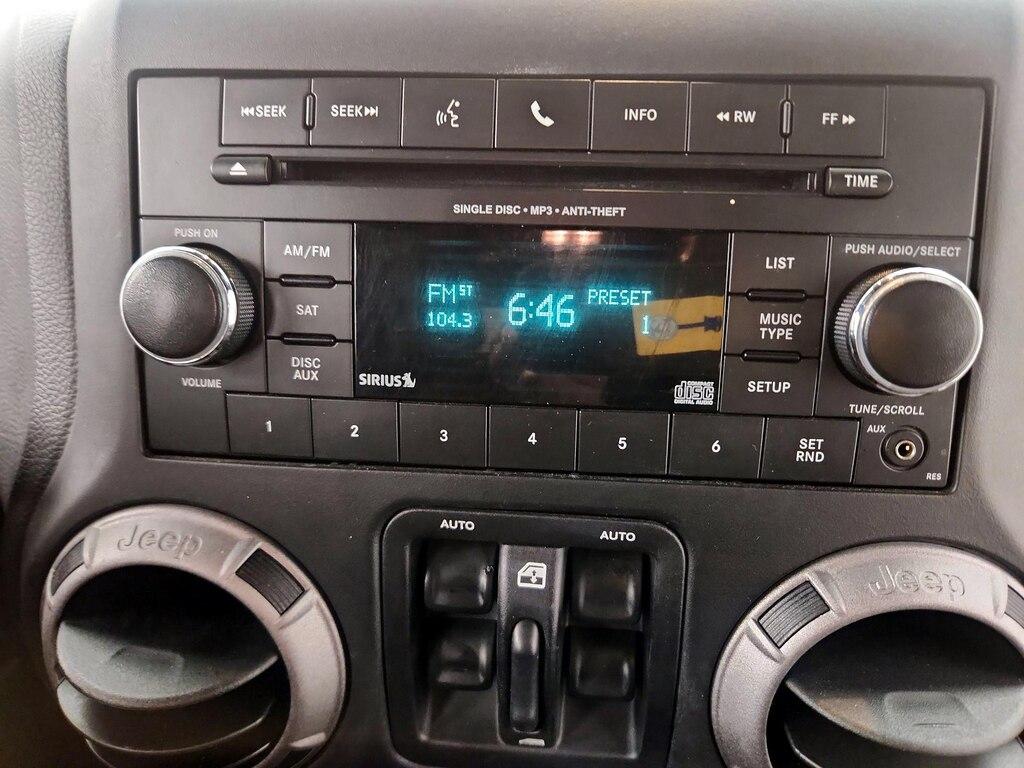 SEEK
SEEK
INFO
RW
FF
TIME
SINGLE DISC • MP3 • ANTI-THEFT
PUSH ON
AM/FM
SAT
DISC
AUX
VOLUME
FM ST
104.3
6:46
PRESET
1
SIRIUS
COMPACT
disc
DIGITAL AUDIO
LIST
MUSIC
TYPE
SETUP
PUSH AUDIO/SELECT
TUNE/SCROLL
1
2
3
4
5
6
SET
RND
AUX
RES
AUTO
AUTO
Jeep
Jeep